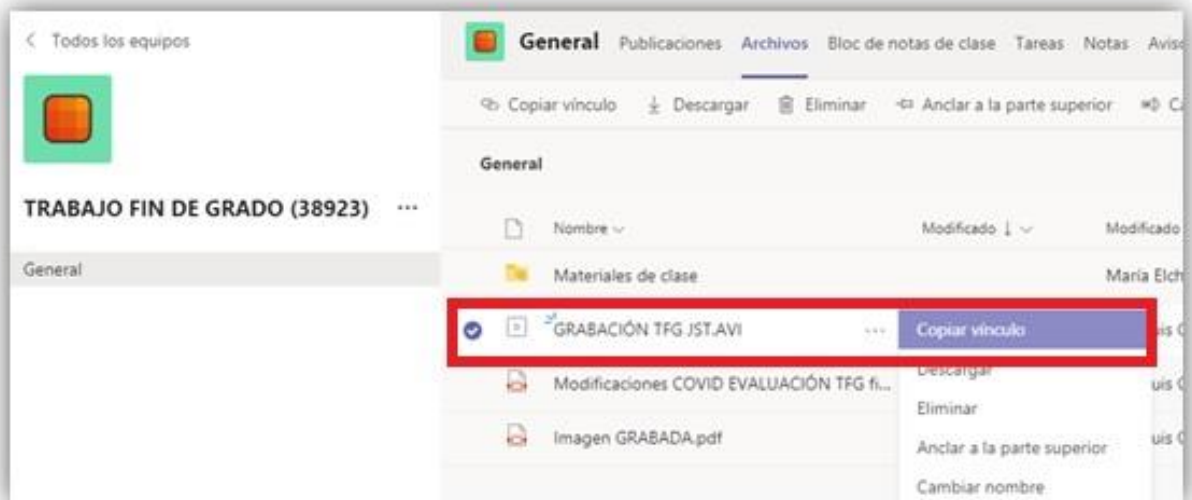 Todos los equipos
TRABAJO FIN DE GRADO (38923) ...
General
General Publicaciones Archivos Bloc de notas de clase Tareas Notas
Copiar vínculo Descargar Eliminar Anclar a la parte superior
General
Nombre Modificado Modificado
Materiales de clase María Elch
GRABACIÓN TFG JST.AVI ... Copiar vínculo
Descargar
Modificaciones COVID EVALUACIÓN TFG fi...
Eliminar
Imagen GRABADA.pdf
Anclar a la parte superior
Cambiar nombre